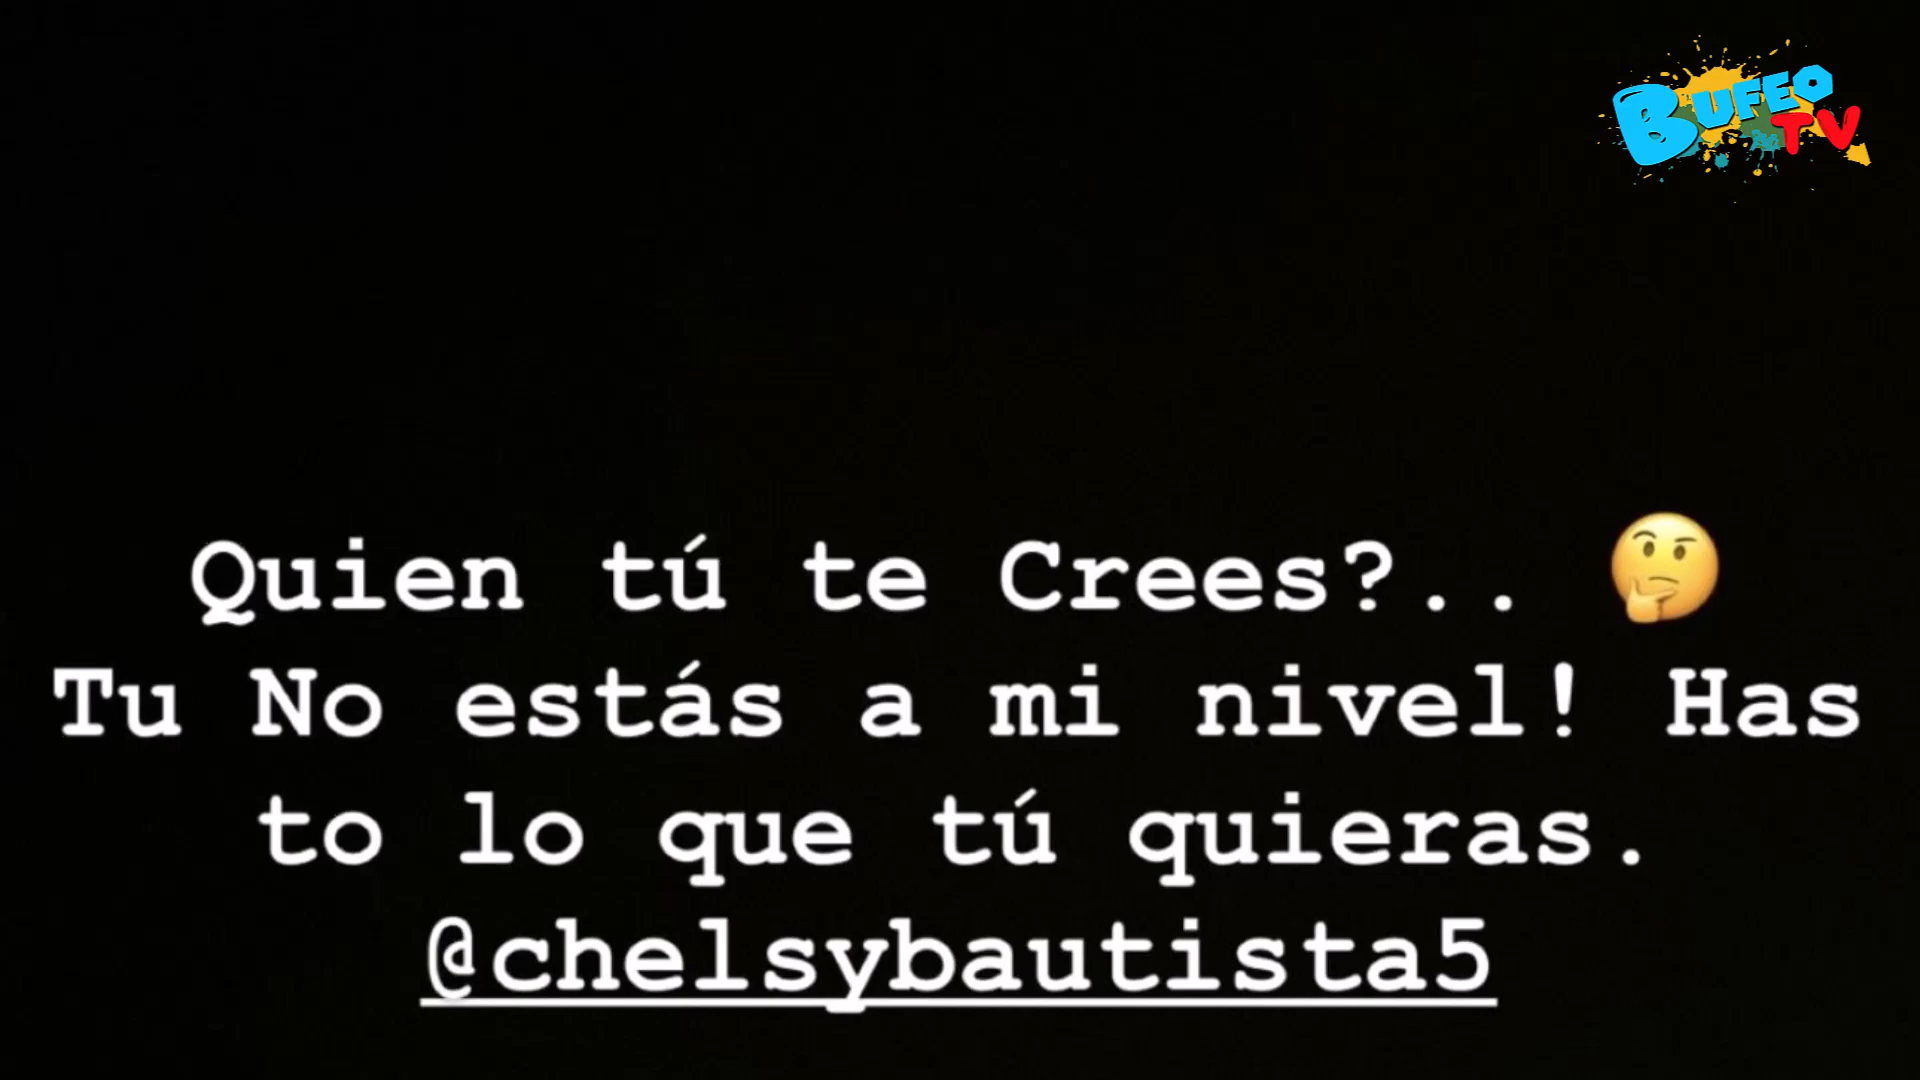 BUFEO
TV
Quien tú te Crees?.. 🤔
Tu No estás a mi nivel! Has
to lo que tú quieras.
@chelsybautista5